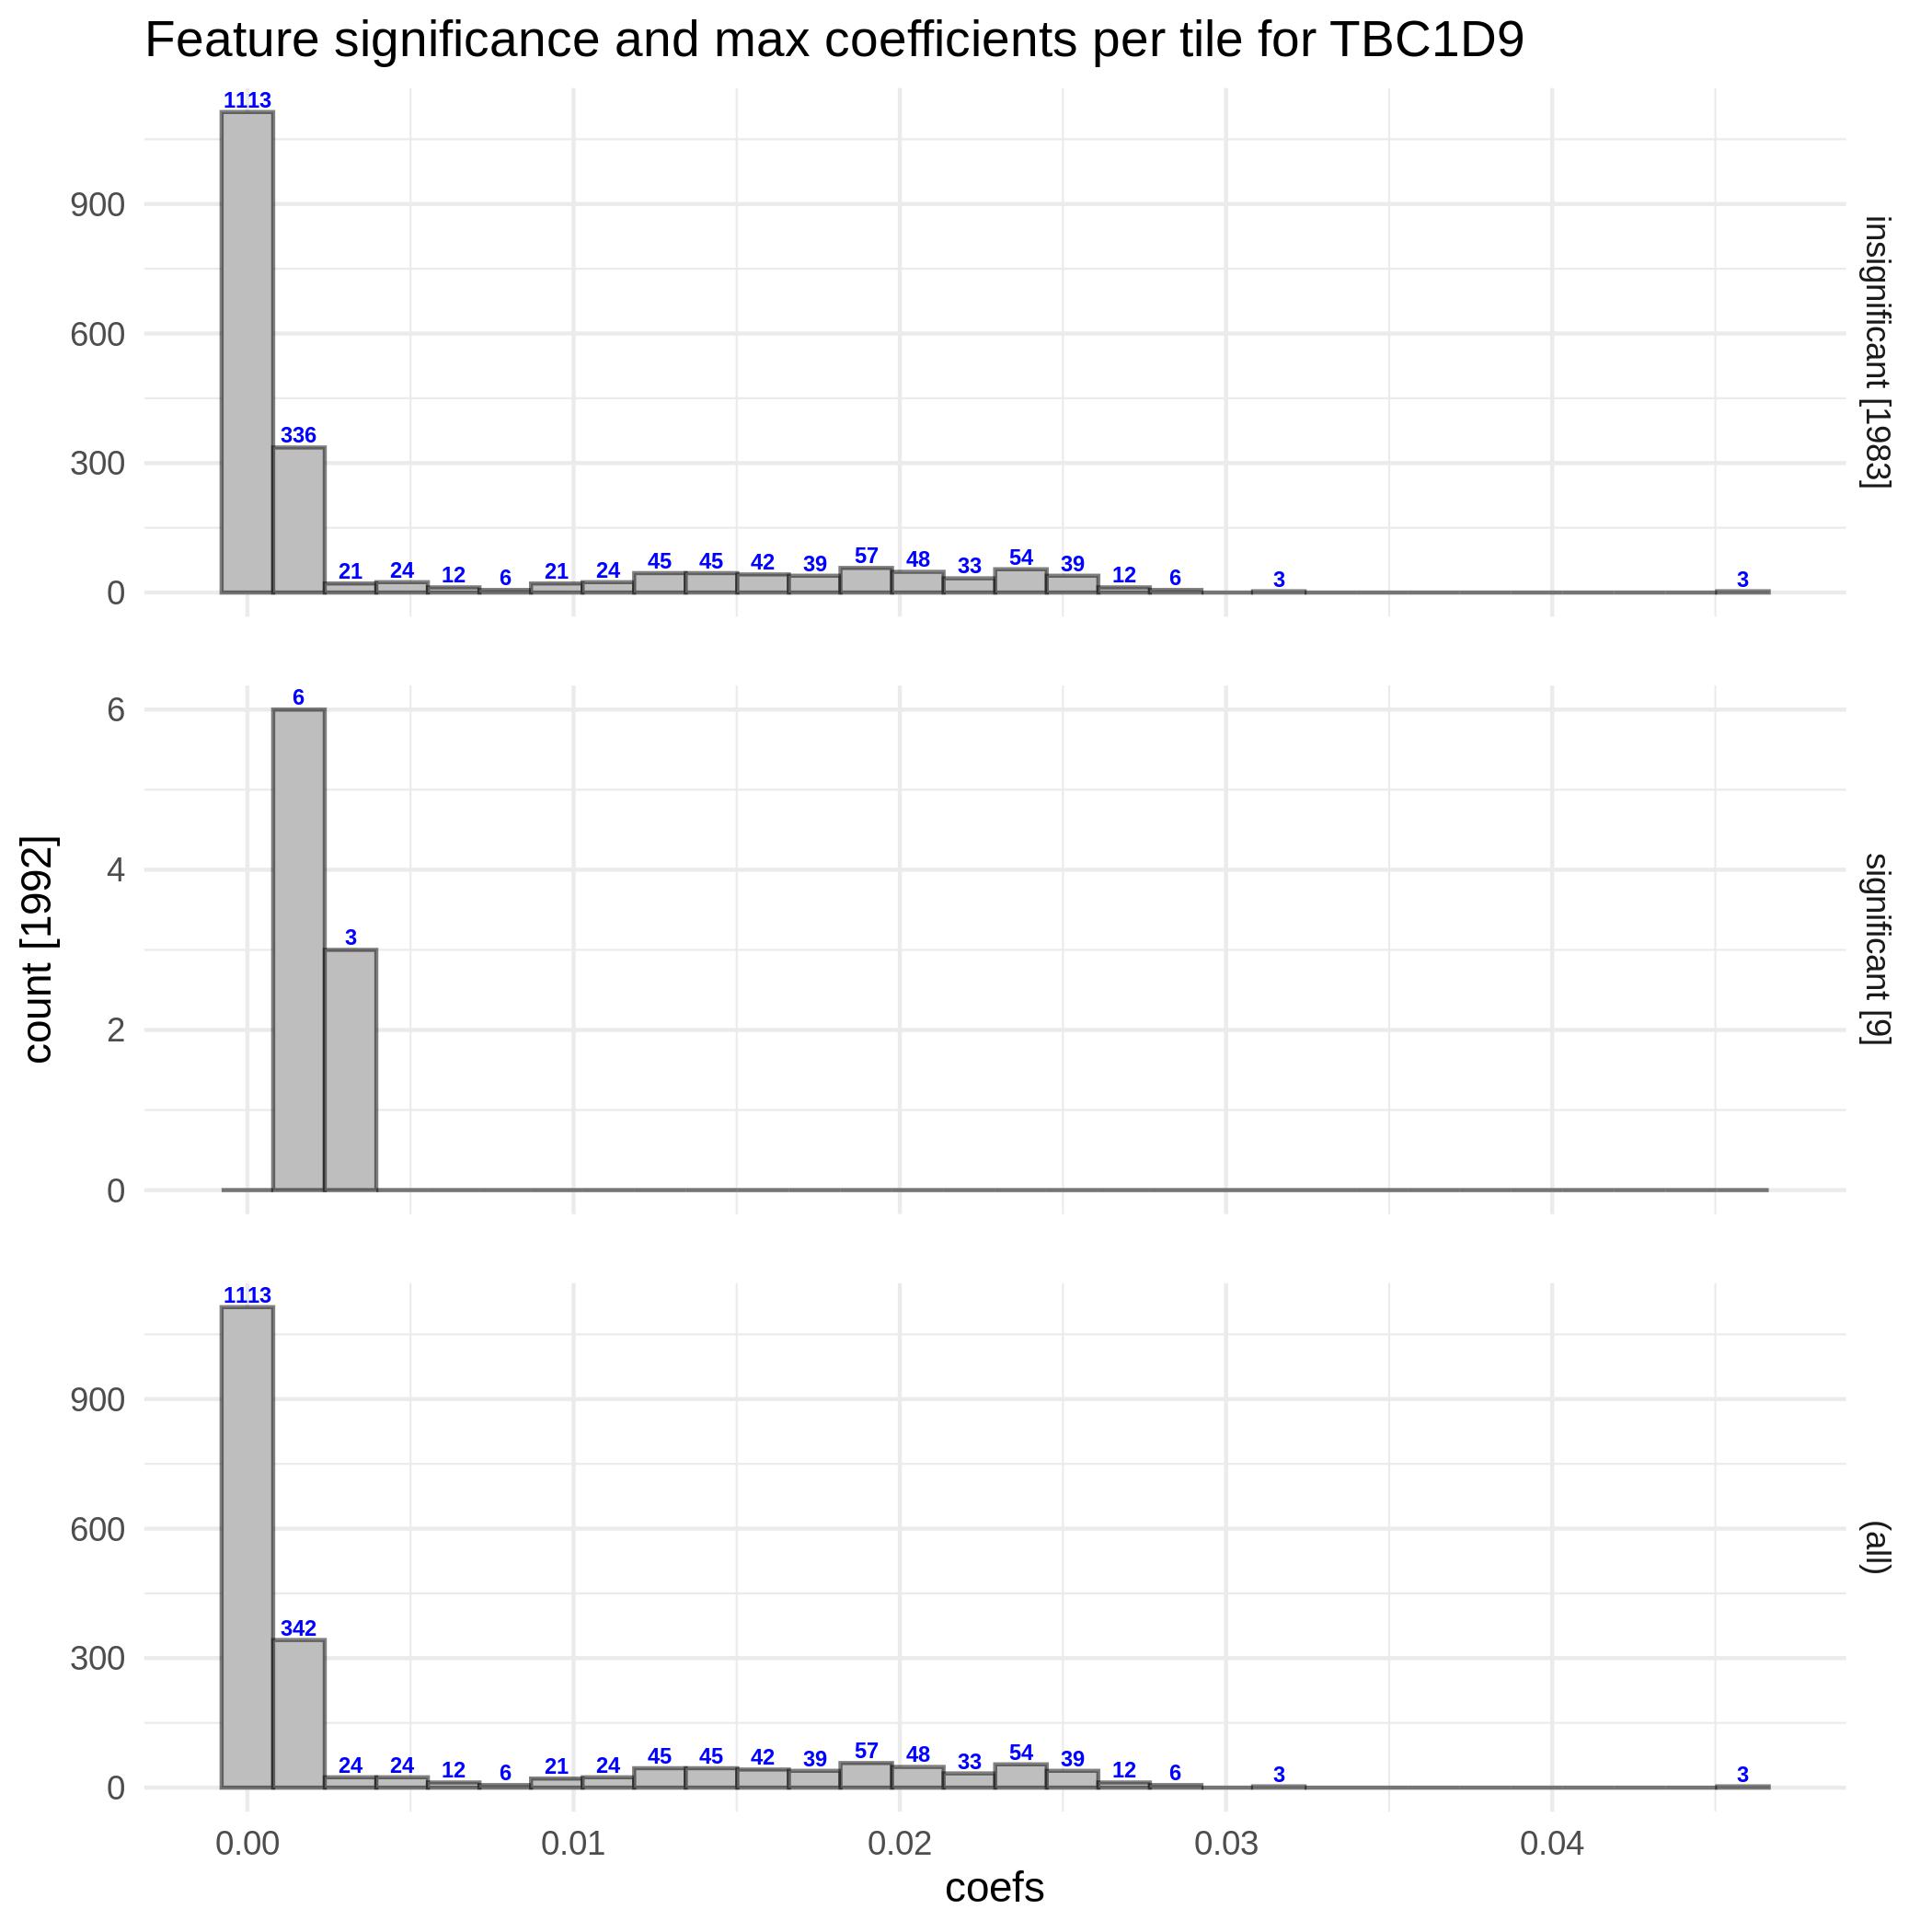 Feature significance and max coefficients per tile for TBC1D9
1113
336
21 24 12 6 21 24 45 45 42 39 57 48 33 54 39 12 6 3 3
900
600
300
0
insignificant [1983]
6
3
6
4
2
0
significant [9]
count [1992]
1113
342
24 24 12 6 21 24 45 45 42 39 57 48 33 54 39 12 6 3 3
900
600
300
0
(all)
0.00 0.01 0.02 0.03 0.04
coefs